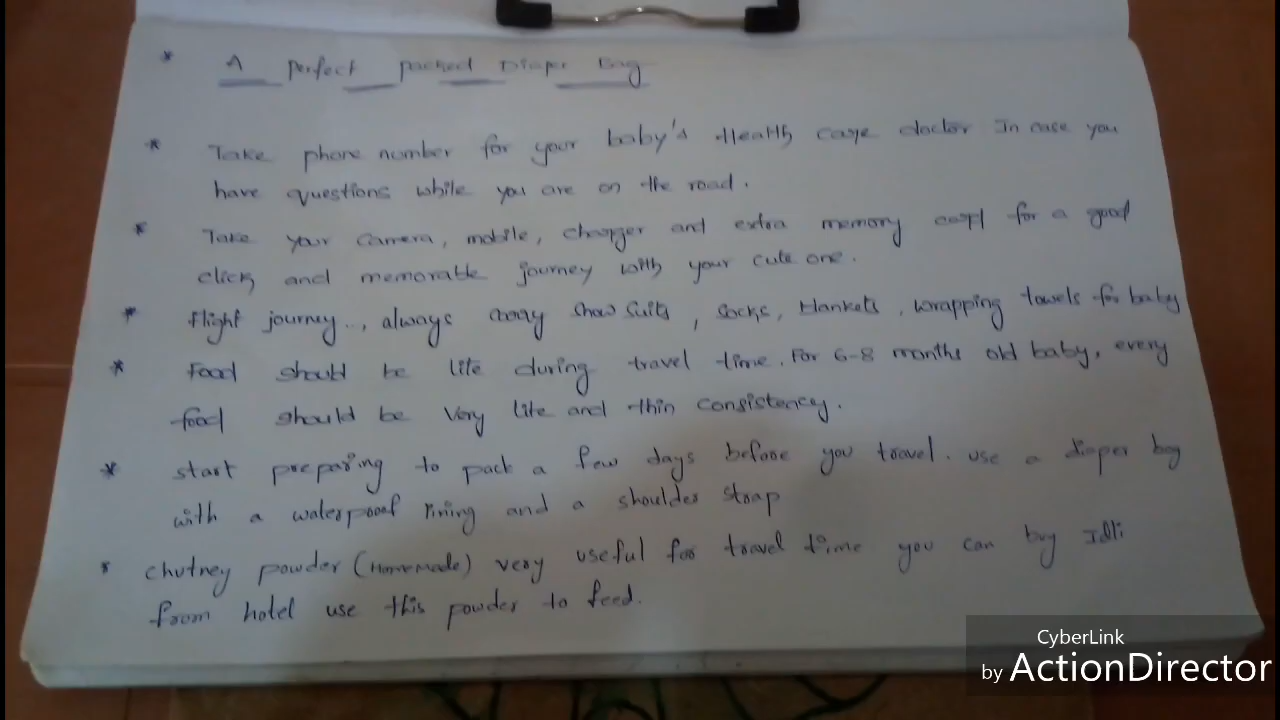 * A perfect packed Diaper Bag
* Take phone number for your baby's Health care doctor In case you
have questions while you are on the road.
* Take your camera, mobile, charger and extra memory card for a good
click and memorable journey with your cute one.
* flight journey.., always carry snow suits, socks, blankets, wrapping towels for baby
* Food should be lite during travel time. For 6-8 months old baby, every
food should be very lite and thin consistency.
* start preparing to pack a few days before you travel. use a diaper bag
with a waterproof lining and a shoulder strap
* chutney powder (Homemade) very useful for travel time you can by Idli
from hotel use this powder to feed.
CyberLink
by ActionDirector